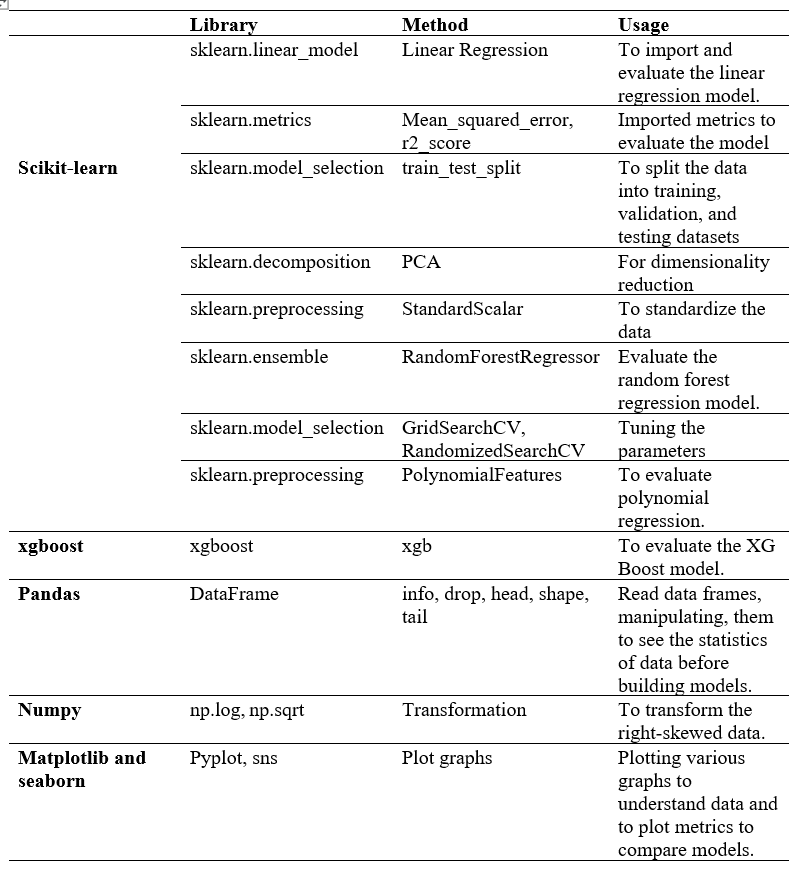 Library Method Usage
sklearn.linear_model Linear Regression To import and
evaluate the linear
regression model.
sklearn.metrics Mean_squared_error, Imported metrics to
r2_score evaluate the model
Scikit-learn sklearn.model_selection train_test_split To split the data
into training,
validation, and
testing datasets
sklearn.decomposition PCA For dimensionality
reduction
sklearn.preprocessing StandardScalar To standardize the
data
sklearn.ensemble RandomForestRegressor Evaluate the
random forest
regression model.
sklearn.model_selection GridSearchCV, Tuning the
RandomizedSearchCV parameters
sklearn.preprocessing PolynomialFeatures To evaluate
polynomial
regression.
xgboost xgboost xgb To evaluate the XG
Boost model.
Pandas DataFrame info, drop, head, shape, Read data frames,
tail manipulating, them
to see the statistics
of data before
building models.
Numpy np.log, np.sqrt Transformation To transform the
right-skewed data.
Matplotlib and Pyplot, sns Plot graphs Plotting various
seaborn graphs to
understand data and
to plot metrics to
compare models.